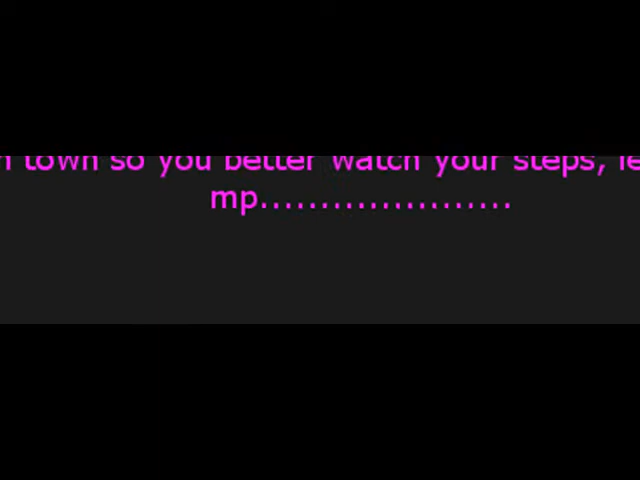 town so you better watch your steps,
mp.....................